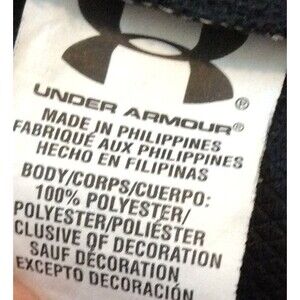 UNDER ARMOUR®
MADE IN PHILIPPINES
FABRIQUÉ AUX PHILIPPINES
HECHO EN FILIPINAS
BODY/CORPS/CUERPO:
100% POLYESTER/
POLYESTER/POLIÉSTER
CLUSIVE OF DECORATION
SAUF DÉCORATION
EXCEPTO DECORACIÓN